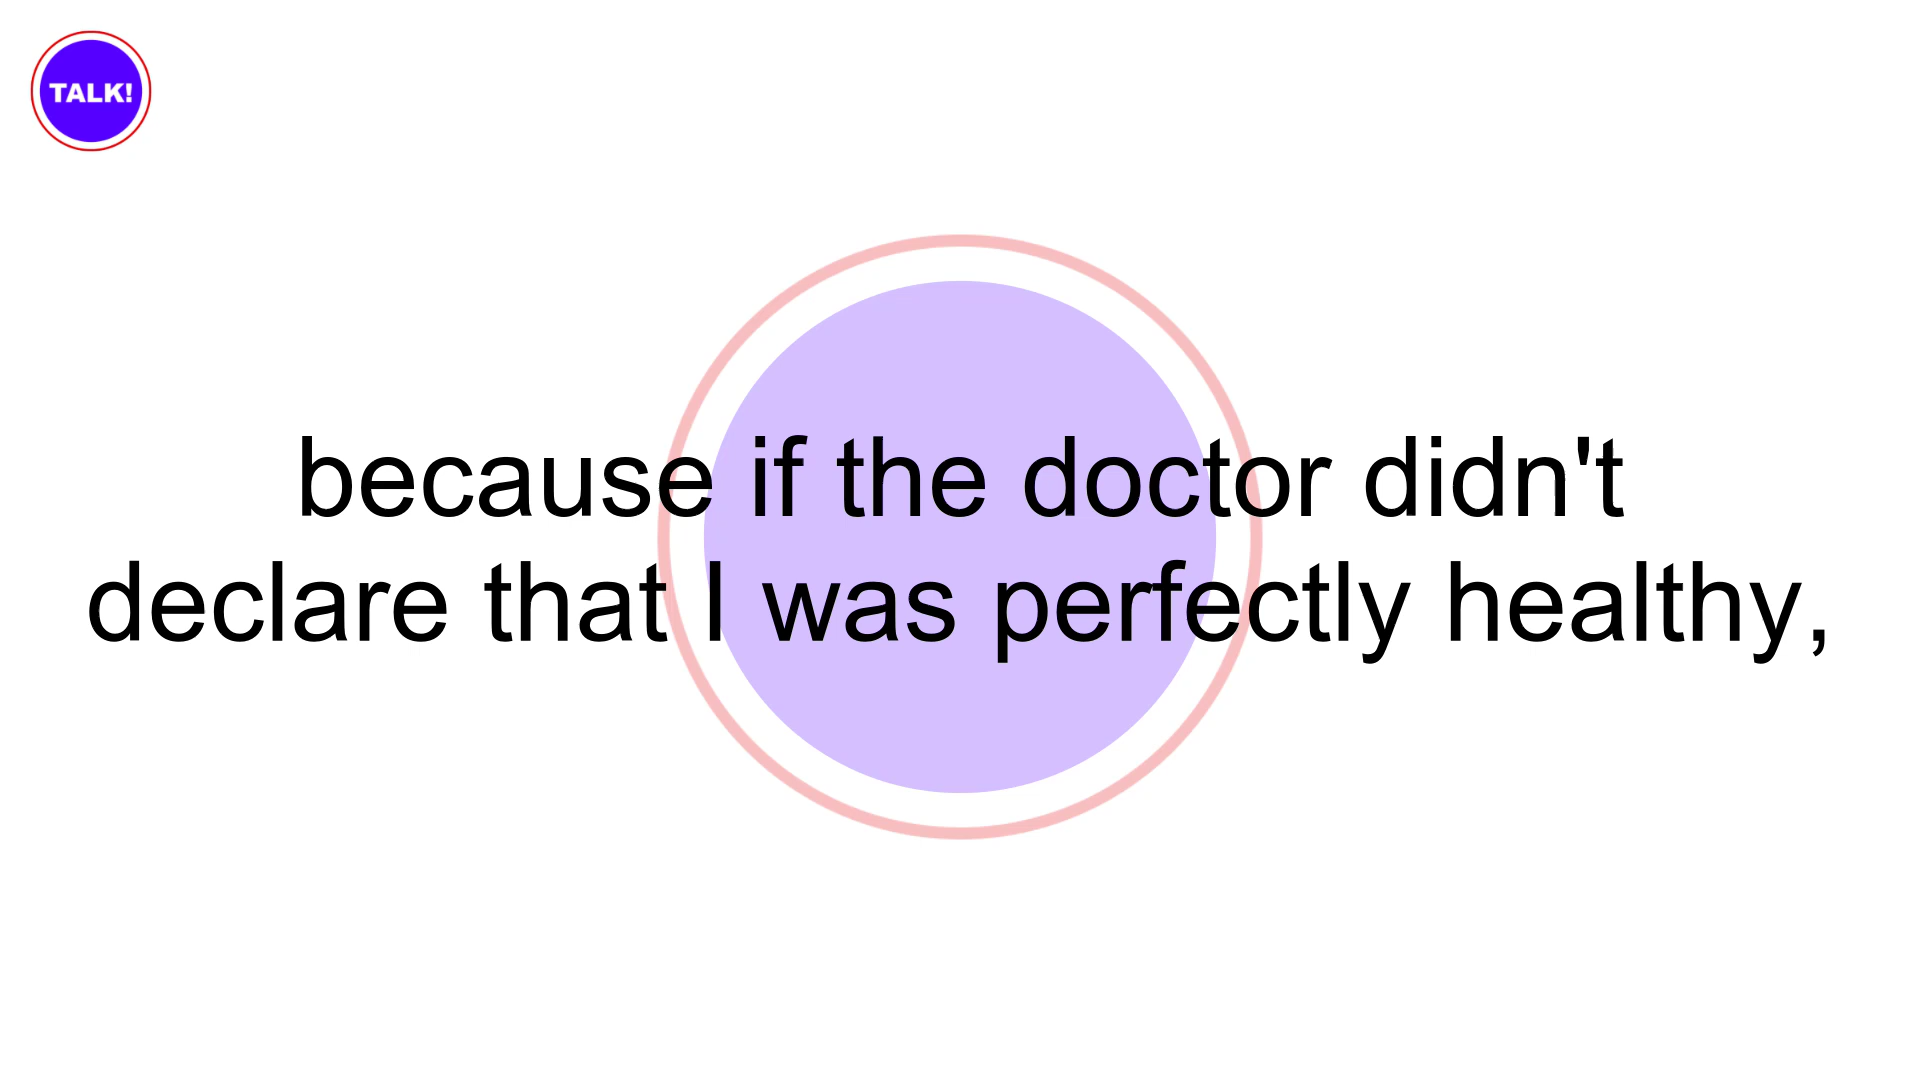 TALK!
because if the doctor didn't
declare that I was perfectly healthy,